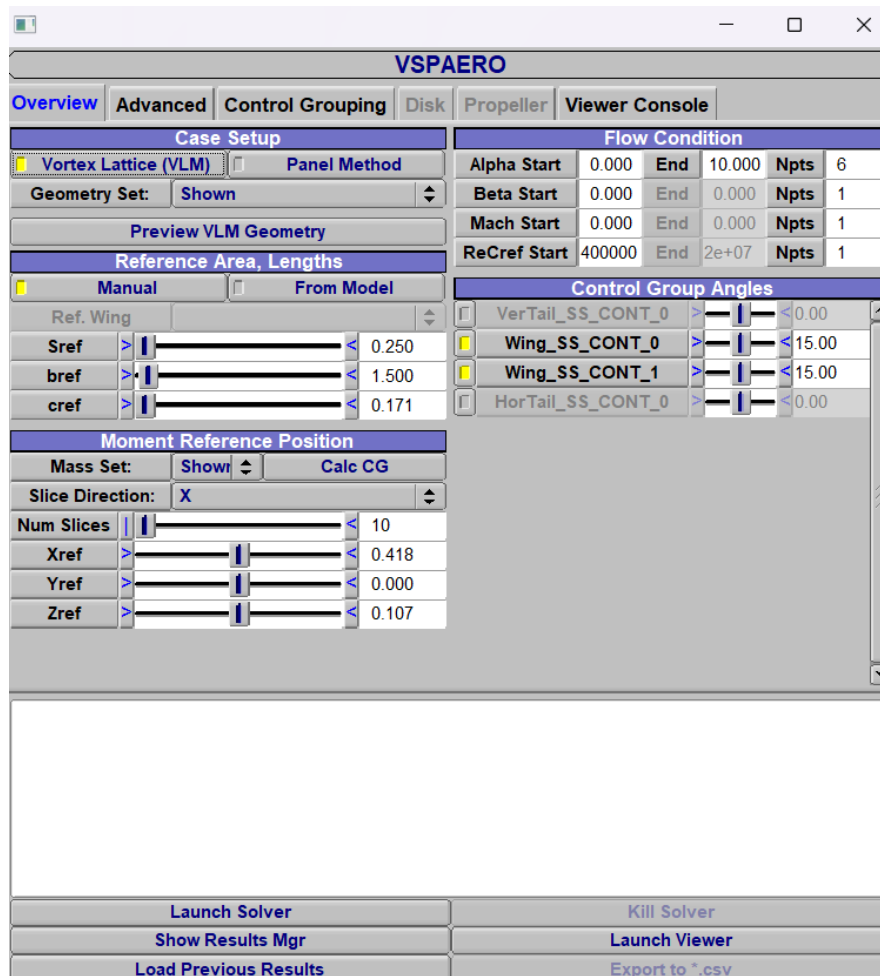 VSPAERO
Overview Advanced Control Grouping Disk Propeller Viewer Console
Case Setup
Vortex Lattice (VLM) Panel Method
Geometry Set: Shown
Preview VLM Geometry
Reference Area, Lengths
Manual From Model
Ref. Wing
Sref > < 0.250
bref > < 1.500
cref > < 0.171
Moment Reference Position
Mass Set: Shown Calc CG
Slice Direction: X
Num Slices | < 10
Xref > < 0.418
Yref > < 0.000
Zref > < 0.107
Flow Condition
Alpha Start 0.000 End 10.000 Npts 6
Beta Start 0.000 End 0.000 Npts 1
Mach Start 0.000 End 0.000 Npts 1
ReCref Start 400000 End 2e+07 Npts 1
Control Group Angles
VerTail_SS_CONT_0 > < 0.00
Wing_SS_CONT_0 > < 15.00
Wing_SS_CONT_1 > < 15.00
HorTail_SS_CONT_0 > < 0.00
Launch Solver Kill Solver
Show Results Mgr Launch Viewer
Load Previous Results Export to *.csv